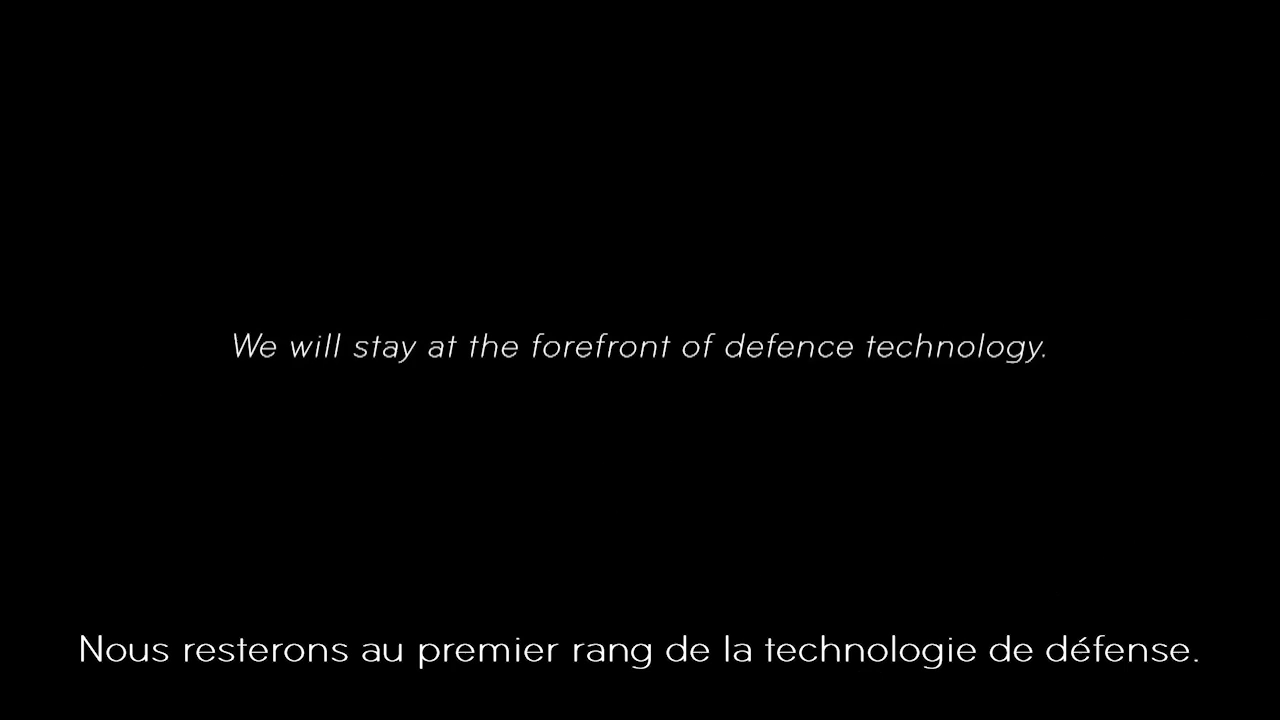 We will stay at the forefront of defence technology.
Nous resterons au premier rang de la technologie de défense.